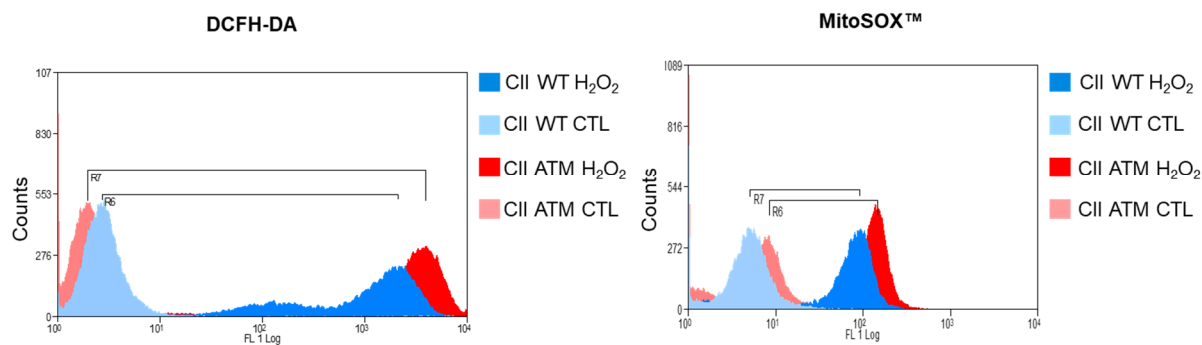 DCFH-DA
107
830
553
276
0
Counts
R7
R6
10⁰
10¹
10²
10³
10⁴
FL 1 Log
CII WT H₂O₂
CII WT CTL
CII ATM H₂O₂
CII ATM CTL
MitoSOX™
1089
816
544
272
0
Counts
R7
R6
10⁰
10¹
10²
10³
10⁴
FL 1 Log
CII WT H₂O₂
CII WT CTL
CII ATM H₂O₂
CII ATM CTL